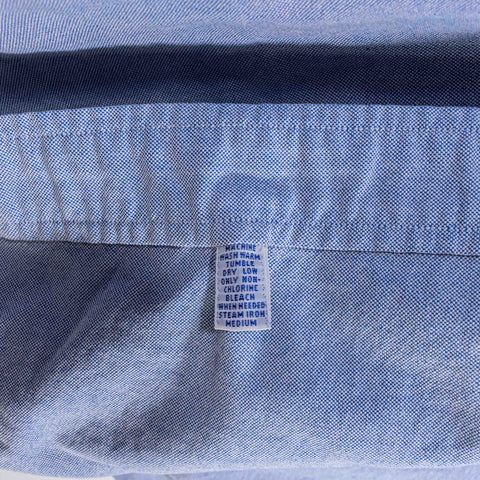 MACHINE
WASH WARM
TUMBLE
DRY LOW
ONLY NON-
CHLORINE
BLEACH
WHEN NEEDED
STEAM IRON
MEDIUM